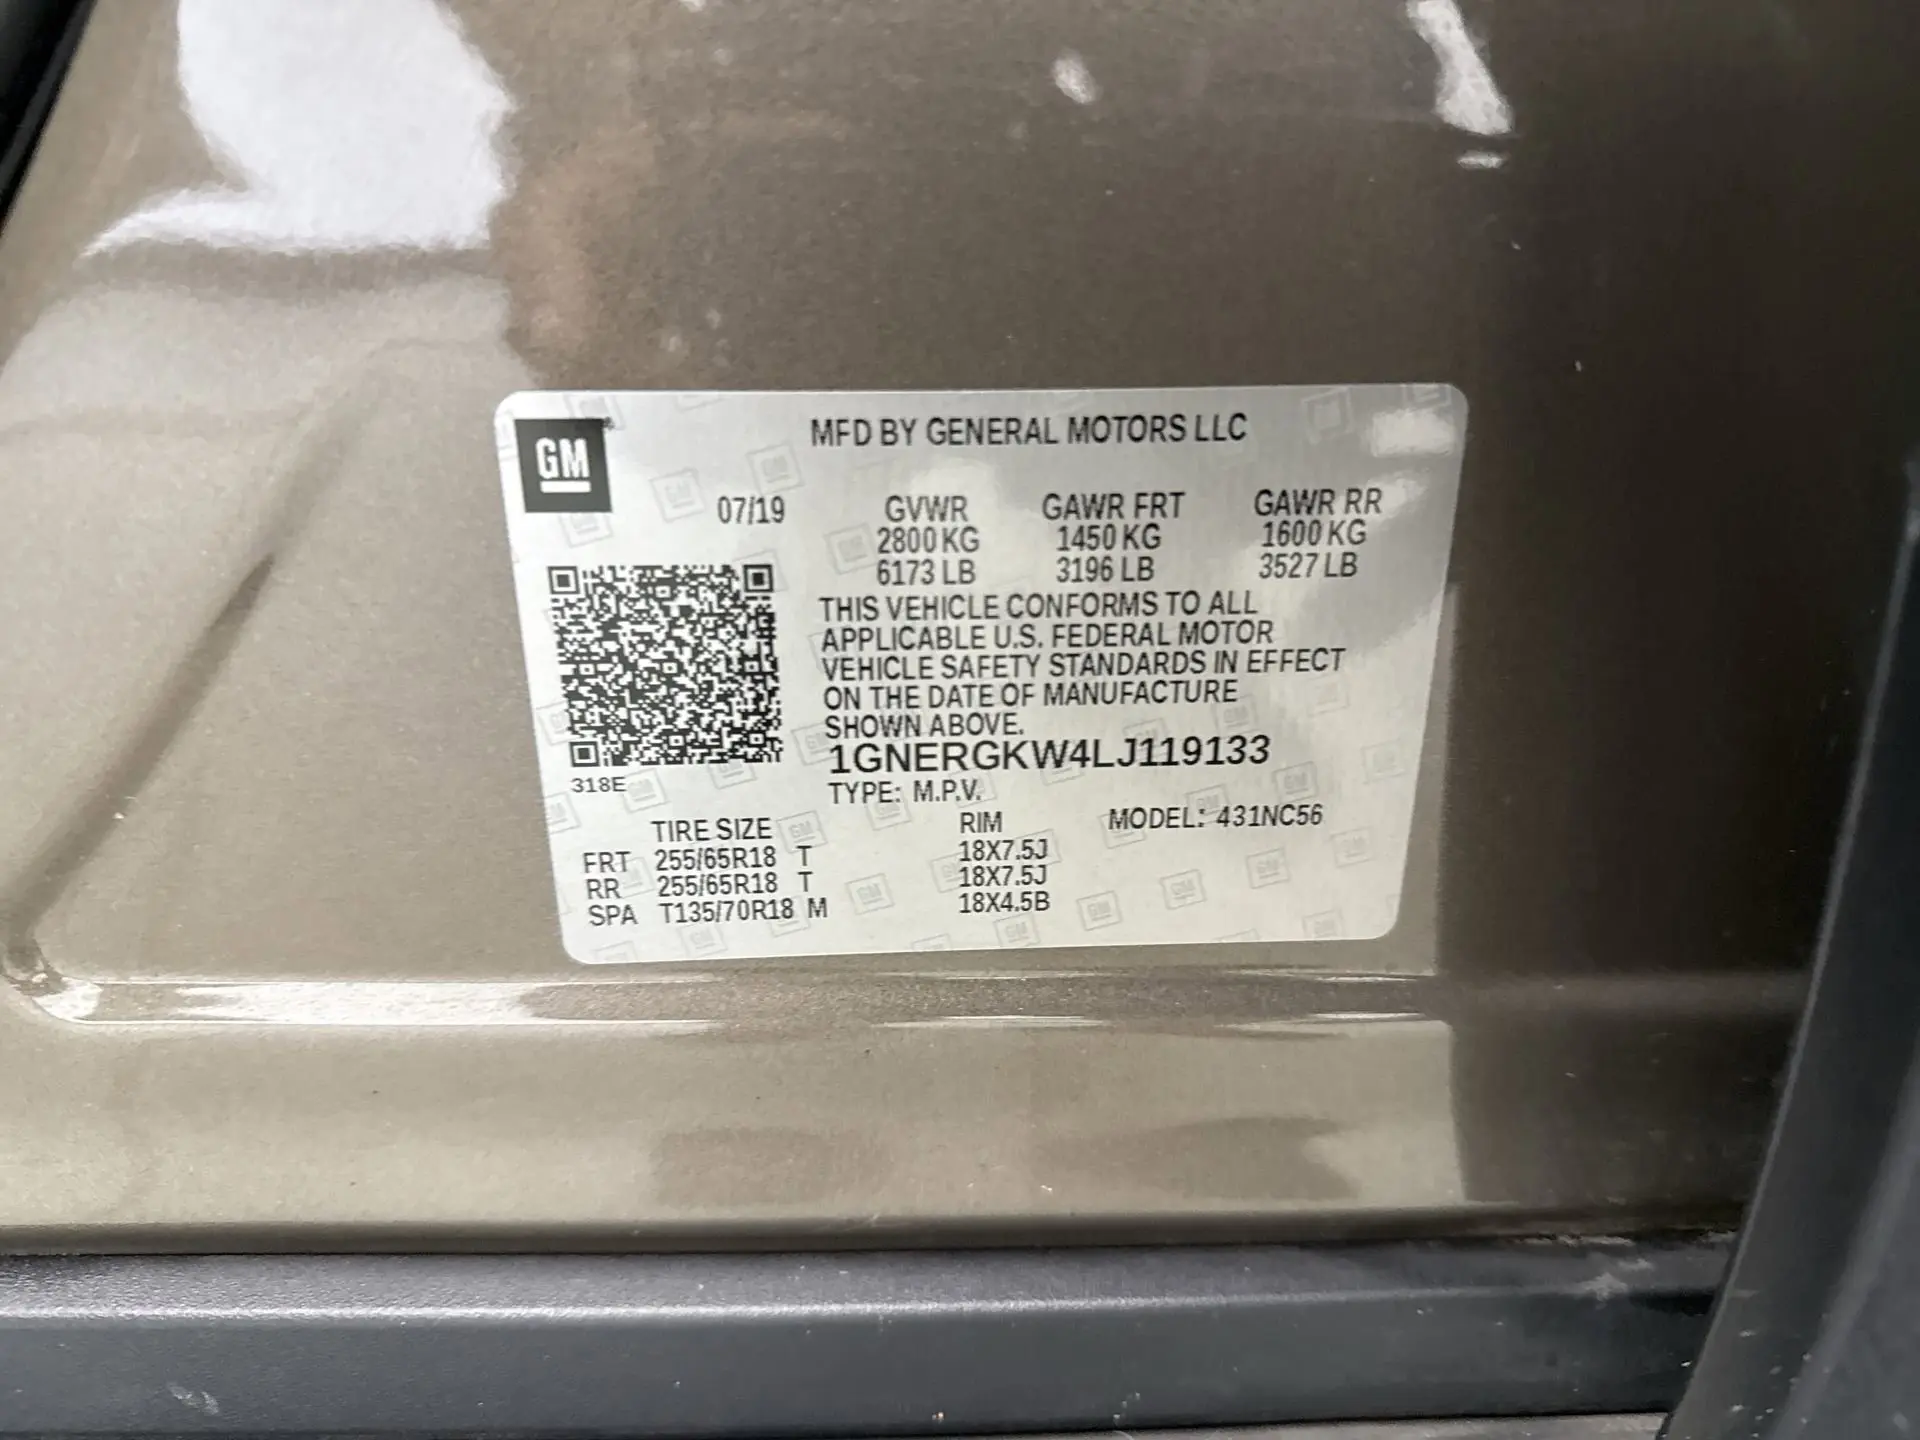 GM
MFD BY GENERAL MOTORS LLC
07/19 GVWR GAWR FRT GAWR RR
2800 KG 1450 KG 1600 KG
6173 LB 3196 LB 3527 LB
THIS VEHICLE CONFORMS TO ALL
APPLICABLE U.S. FEDERAL MOTOR
VEHICLE SAFETY STANDARDS IN EFFECT
ON THE DATE OF MANUFACTURE
SHOWN ABOVE.
1GNERGKW4LJ119133
318E
TYPE: M.P.V.
TIRE SIZE RIM MODEL: 431NC56
FRT 255/65R18 T 18X7.5J
RR 255/65R18 T 18X7.5J
SPA T135/70R18 M 18X4.5B